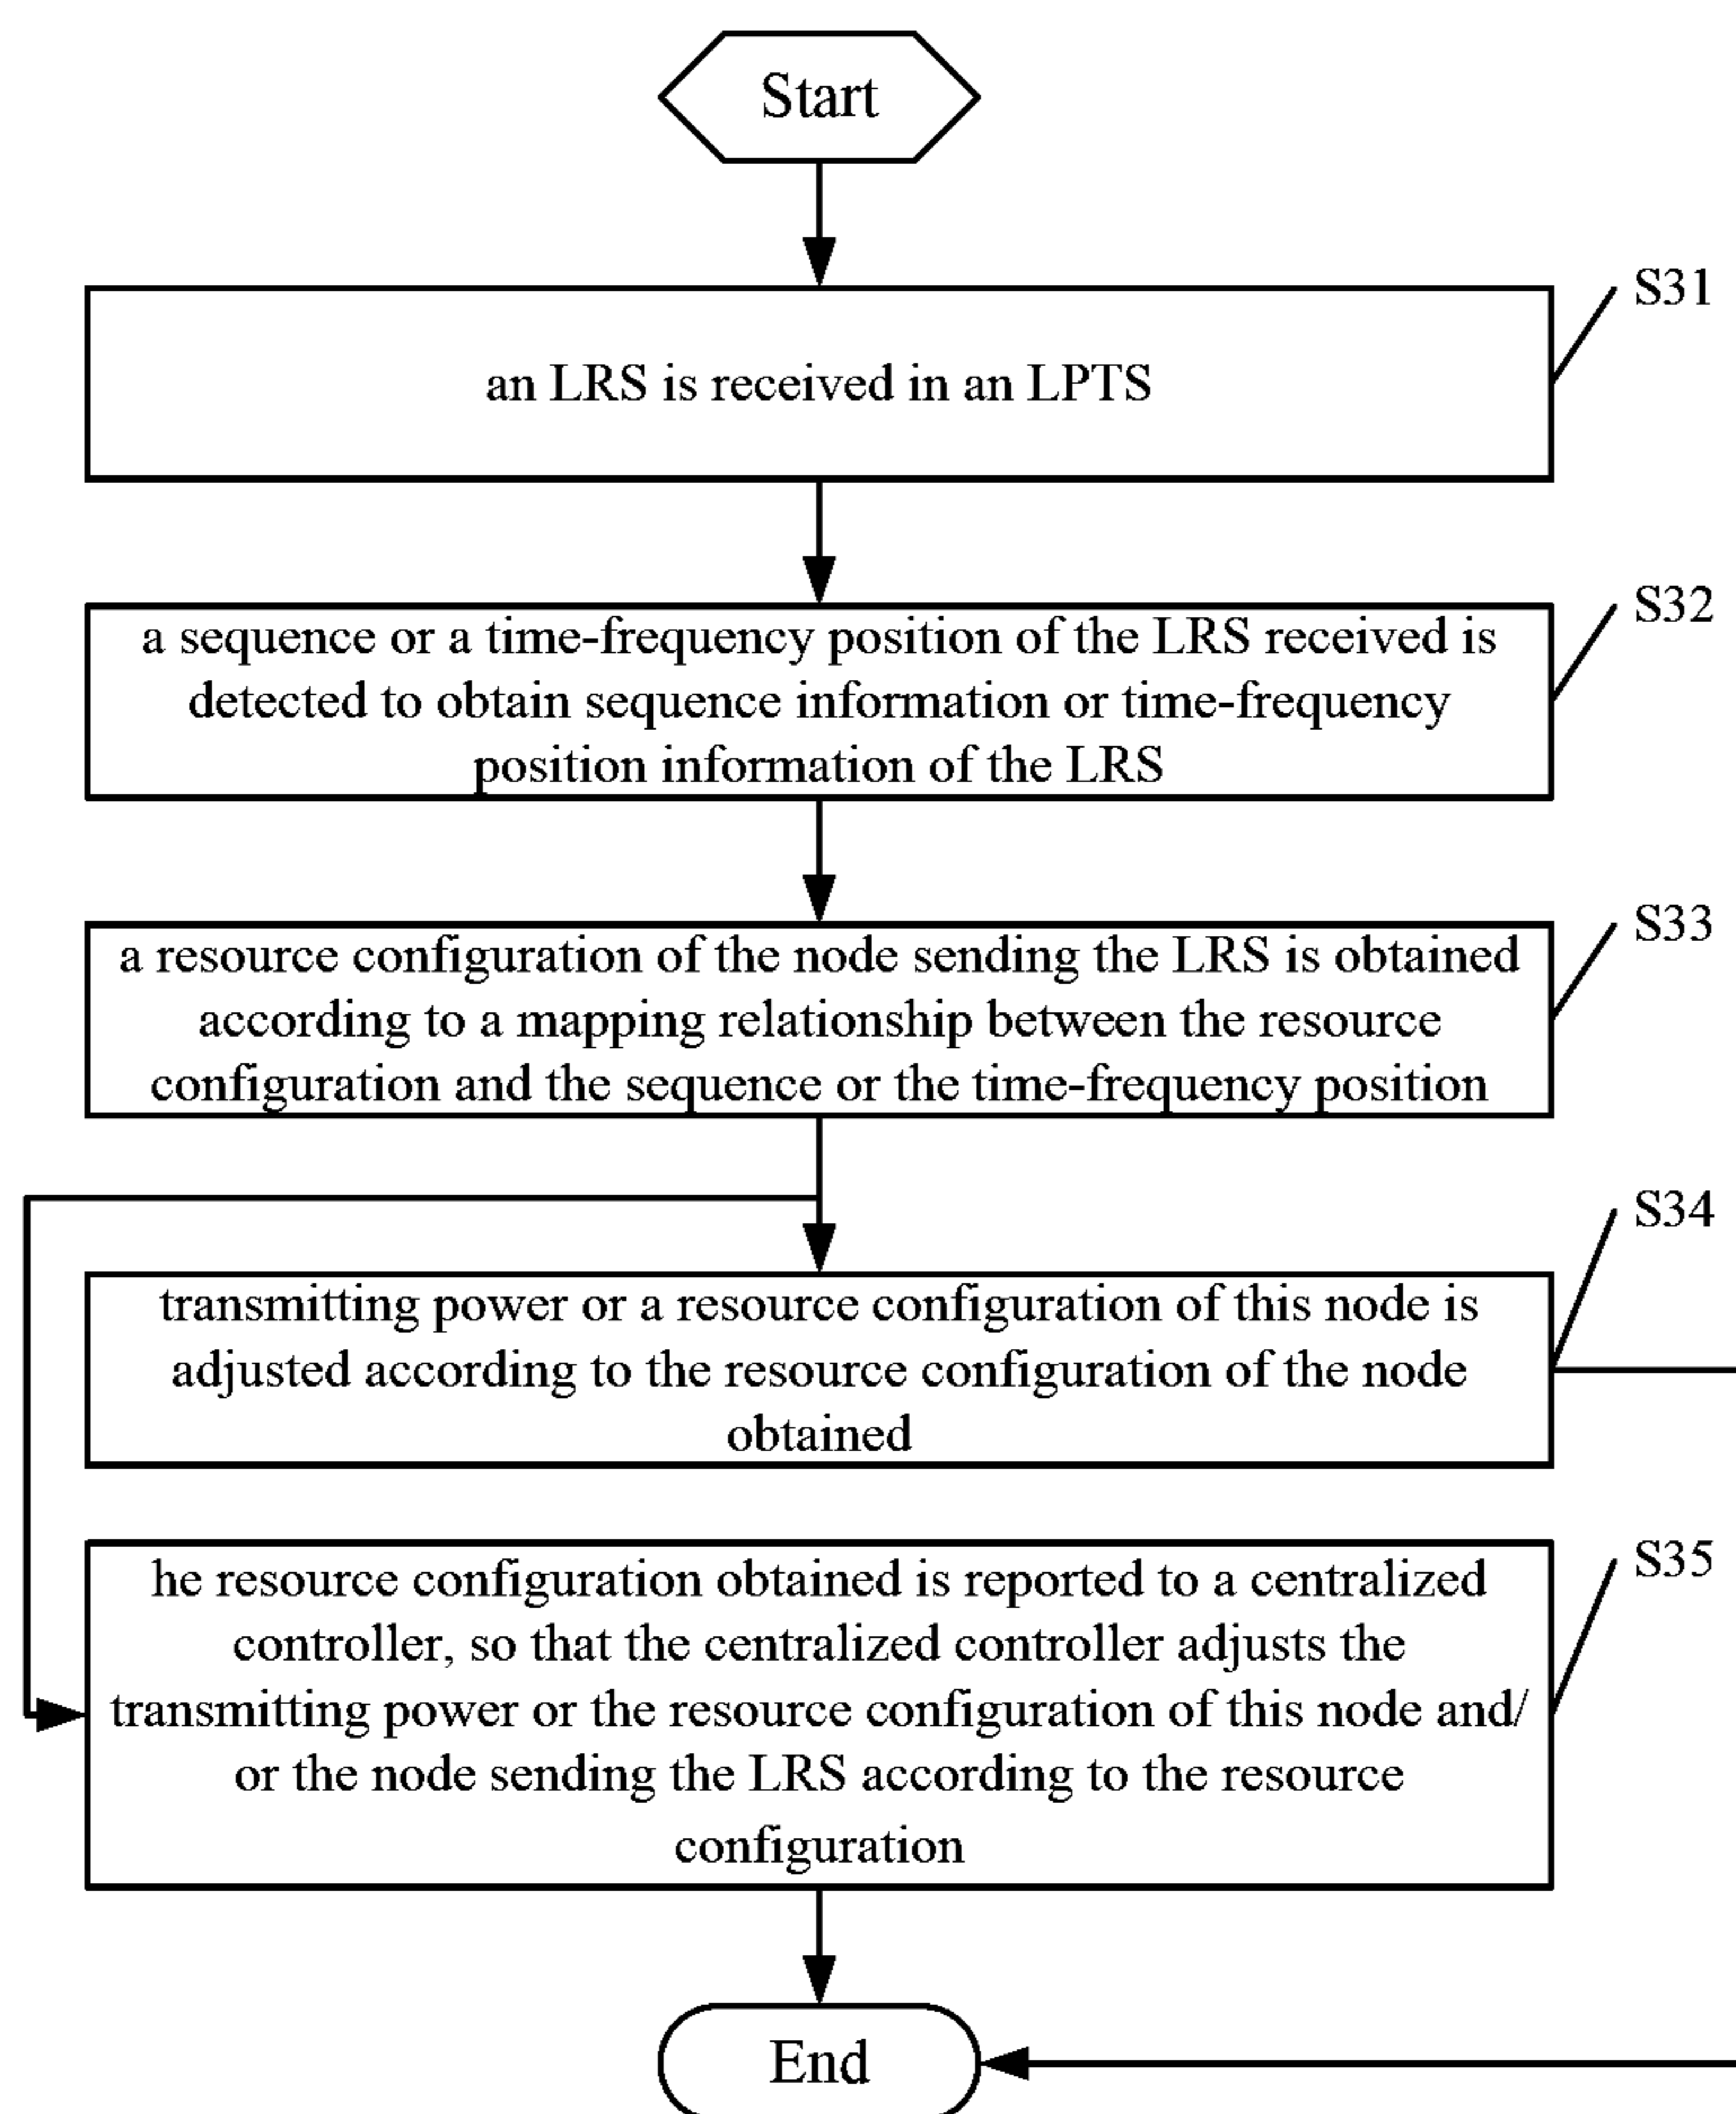 Start
S31
an LRS is received in an LPTS
S32
a sequence or a time-frequency position of the LRS received is
detected to obtain sequence information or time-frequency
position information of the LRS
S33
a resource configuration of the node sending the LRS is obtained
according to a mapping relationship between the resource
configuration and the sequence or the time-frequency position
S34
transmitting power or a resource configuration of this node is
adjusted according to the resource configuration of the node
obtained
S35
he resource configuration obtained is reported to a centralized
controller, so that the centralized controller adjusts the
transmitting power or the resource configuration of this node and/
or the node sending the LRS according to the resource
configuration
End